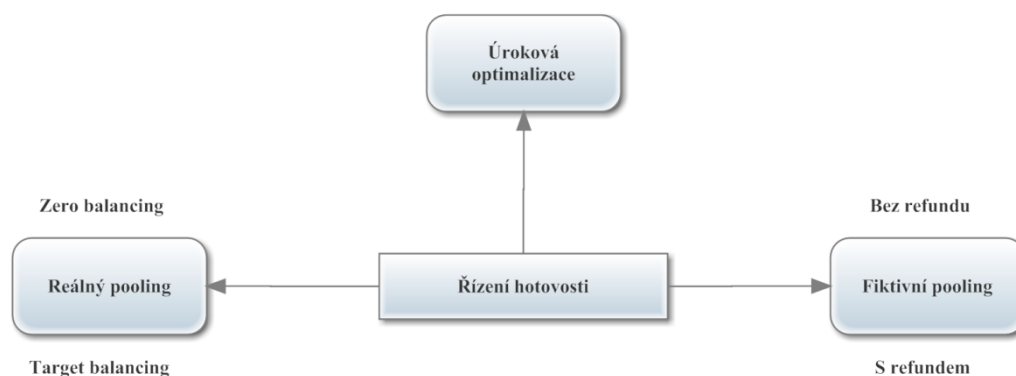 Úroková
optimalizace
Zero balancing
Bez refundu
Reálný pooling
Řízení hotovosti
Fiktivní pooling
Target balancing
S refundem